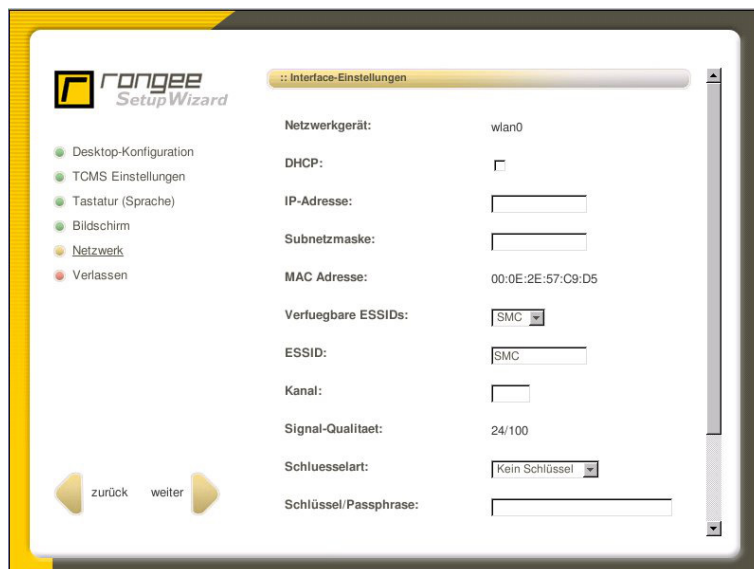 rangee
SetupWizard
Desktop-Konfiguration
TCMS Einstellungen
Tastatur (Sprache)
Bildschirm
Netzwerk
Verlassen
zurück weiter
:: Interface-Einstellungen
Netzwerkgerät: wlan0
DHCP:
IP-Adresse:
Subnetzmaske:
MAC Adresse: 00:0E:2E:57:C9:D5
Verfuegbare ESSIDs: SMC
ESSID: SMC
Kanal:
Signal-Qualitaet: 24/100
Schluesselart: Kein Schlüssel
Schlüssel/Passphrase: